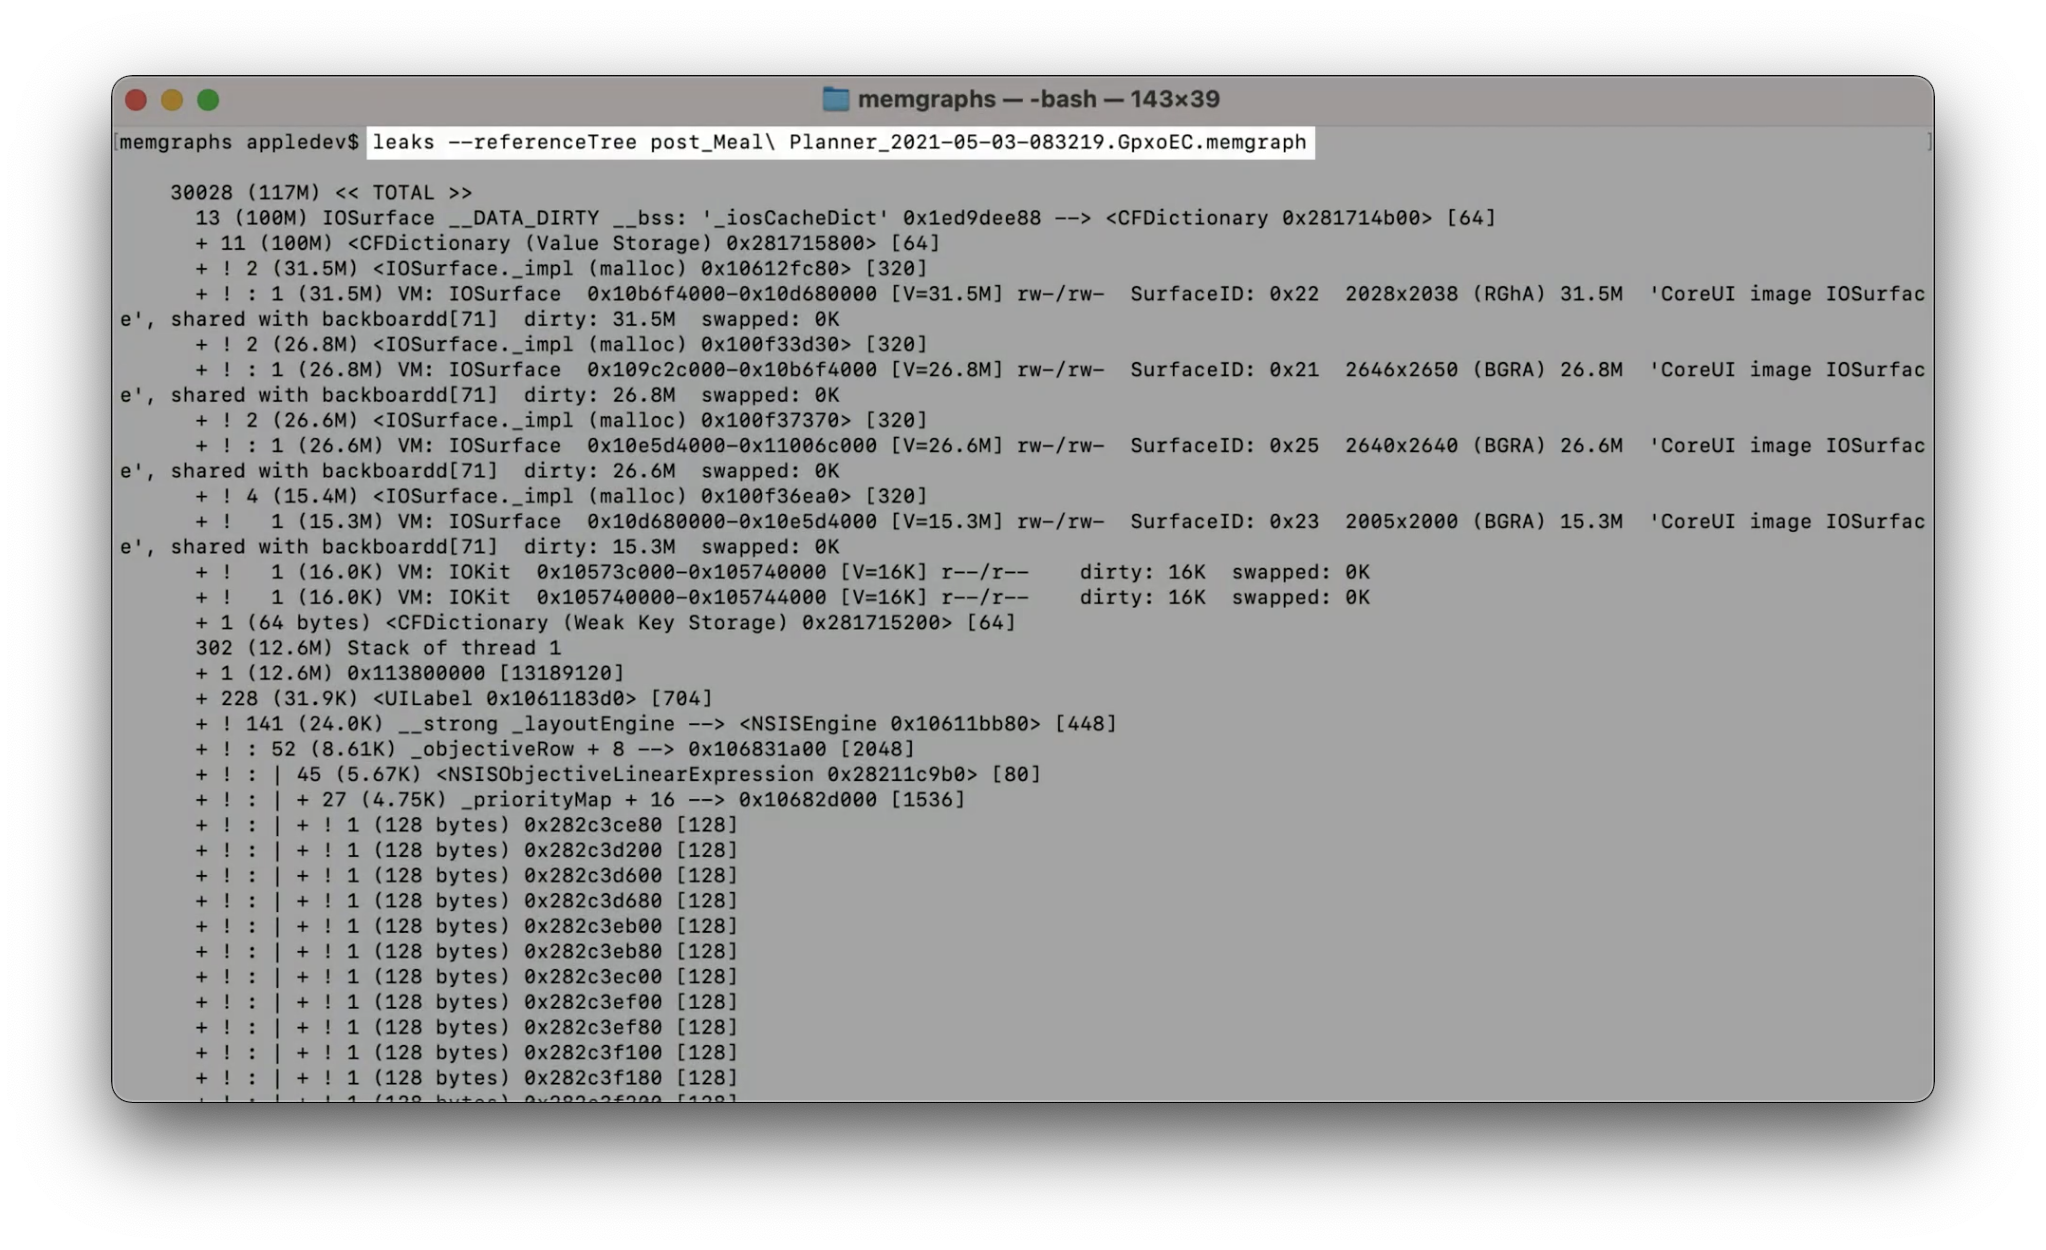 memgraphs — -bash — 143×39
[memgraphs appledev$ leaks --referenceTree post_Meal\ Planner_2021-05-03-083219.GpxoEC.memgraph ]
30028 (117M) << TOTAL >>
13 (100M) IOSurface __DATA_DIRTY __bss: '_iosCacheDict' 0x1ed9dee88 --> <CFDictionary 0x281714b00> [64]
+ 11 (100M) <CFDictionary (Value Storage) 0x281715800> [64]
+ ! 2 (31.5M) <IOSurface._impl (malloc) 0x10612fc80> [320]
+ ! : 1 (31.5M) VM: IOSurface  0x10b6f4000-0x10d680000 [V=31.5M] rw-/rw-  SurfaceID: 0x22  2028x2038 (RGhA) 31.5M  'CoreUI image IOSurfac
e', shared with backboardd[71]  dirty: 31.5M  swapped: 0K
+ ! 2 (26.8M) <IOSurface._impl (malloc) 0x100f33d30> [320]
+ ! : 1 (26.8M) VM: IOSurface  0x109c2c000-0x10b6f4000 [V=26.8M] rw-/rw-  SurfaceID: 0x21  2646x2650 (BGRA) 26.8M  'CoreUI image IOSurfac
e', shared with backboardd[71]  dirty: 26.8M  swapped: 0K
+ ! 2 (26.6M) <IOSurface._impl (malloc) 0x100f37370> [320]
+ ! : 1 (26.6M) VM: IOSurface  0x10e5d4000-0x11006c000 [V=26.6M] rw-/rw-  SurfaceID: 0x25  2640x2640 (BGRA) 26.6M  'CoreUI image IOSurfac
e', shared with backboardd[71]  dirty: 26.6M  swapped: 0K
+ ! 4 (15.4M) <IOSurface._impl (malloc) 0x100f36ea0> [320]
+ !   1 (15.3M) VM: IOSurface  0x10d680000-0x10e5d4000 [V=15.3M] rw-/rw-  SurfaceID: 0x23  2005x2000 (BGRA) 15.3M  'CoreUI image IOSurfac
e', shared with backboardd[71]  dirty: 15.3M  swapped: 0K
+ !   1 (16.0K) VM: IOKit  0x10573c000-0x105740000 [V=16K] r--/r--    dirty: 16K  swapped: 0K
+ !   1 (16.0K) VM: IOKit  0x105740000-0x105744000 [V=16K] r--/r--    dirty: 16K  swapped: 0K
+ 1 (64 bytes) <CFDictionary (Weak Key Storage) 0x281715200> [64]
302 (12.6M) Stack of thread 1
+ 1 (12.6M) 0x113800000 [13189120]
+ 228 (31.9K) <UILabel 0x1061183d0> [704]
+ ! 141 (24.0K) __strong _layoutEngine --> <NSISEngine 0x10611bb80> [448]
+ ! : 52 (8.61K) _objectiveRow + 8 --> 0x106831a00 [2048]
+ ! : | 45 (5.67K) <NSISObjectiveLinearExpression 0x28211c9b0> [80]
+ ! : | + 27 (4.75K) _priorityMap + 16 --> 0x10682d000 [1536]
+ ! : | + ! 1 (128 bytes) 0x282c3ce80 [128]
+ ! : | + ! 1 (128 bytes) 0x282c3d200 [128]
+ ! : | + ! 1 (128 bytes) 0x282c3d600 [128]
+ ! : | + ! 1 (128 bytes) 0x282c3d680 [128]
+ ! : | + ! 1 (128 bytes) 0x282c3eb00 [128]
+ ! : | + ! 1 (128 bytes) 0x282c3eb80 [128]
+ ! : | + ! 1 (128 bytes) 0x282c3ec00 [128]
+ ! : | + ! 1 (128 bytes) 0x282c3ef00 [128]
+ ! : | + ! 1 (128 bytes) 0x282c3ef80 [128]
+ ! : | + ! 1 (128 bytes) 0x282c3f100 [128]
+ ! : | + ! 1 (128 bytes) 0x282c3f180 [128]